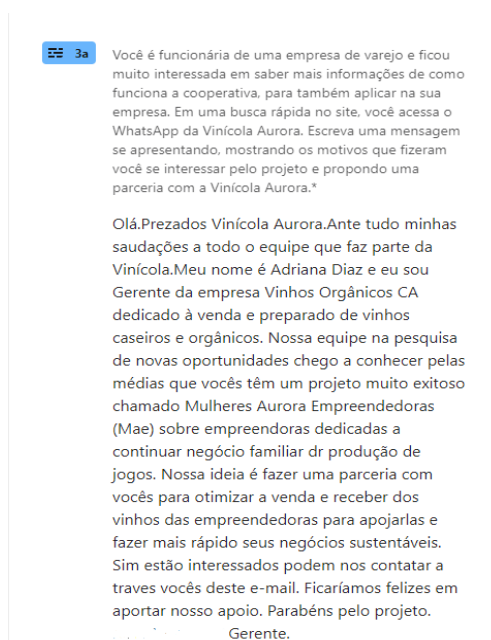 3a
Você é funcionária de uma empresa de varejo e ficou
muito interessada em saber mais informações de como
funciona a cooperativa, para também aplicar na sua
empresa. Em uma busca rápida no site, você acessa o
WhatsApp da Vinícola Aurora. Escreva uma mensagem
se apresentando, mostrando os motivos que fizeram
você se interessar pelo projeto e propondo uma
parceria com a Vinícola Aurora.*
Olá.Prezados Vinícola Aurora.Ante tudo minhas
saudações a todo o equipe que faz parte da
Vinícola.Meu nome é Adriana Diaz e eu sou
Gerente da empresa Vinhos Orgânicos CA
dedicado à venda e preparado de vinhos
caseiros e orgânicos. Nossa equipe na pesquisa
de novas oportunidades chego a conhecer pelas
médias que vocês têm um projeto muito exitoso
chamado Mulheres Aurora Empreendedoras
(Mae) sobre empreendoras dedicadas a
continuar negócio familiar dr produção de
jogos. Nossa ideia é fazer uma parceria com
vocês para otimizar a venda e receber dos
vinhos das empreendedoras para apojarlas e
fazer mais rápido seus negócios sustentáveis.
Sim estão interessados podem nos contatar a
traves vocês deste e-mail. Ficaríamos felizes em
aportar nosso apoio. Parabéns pelo projeto.
Gerente.